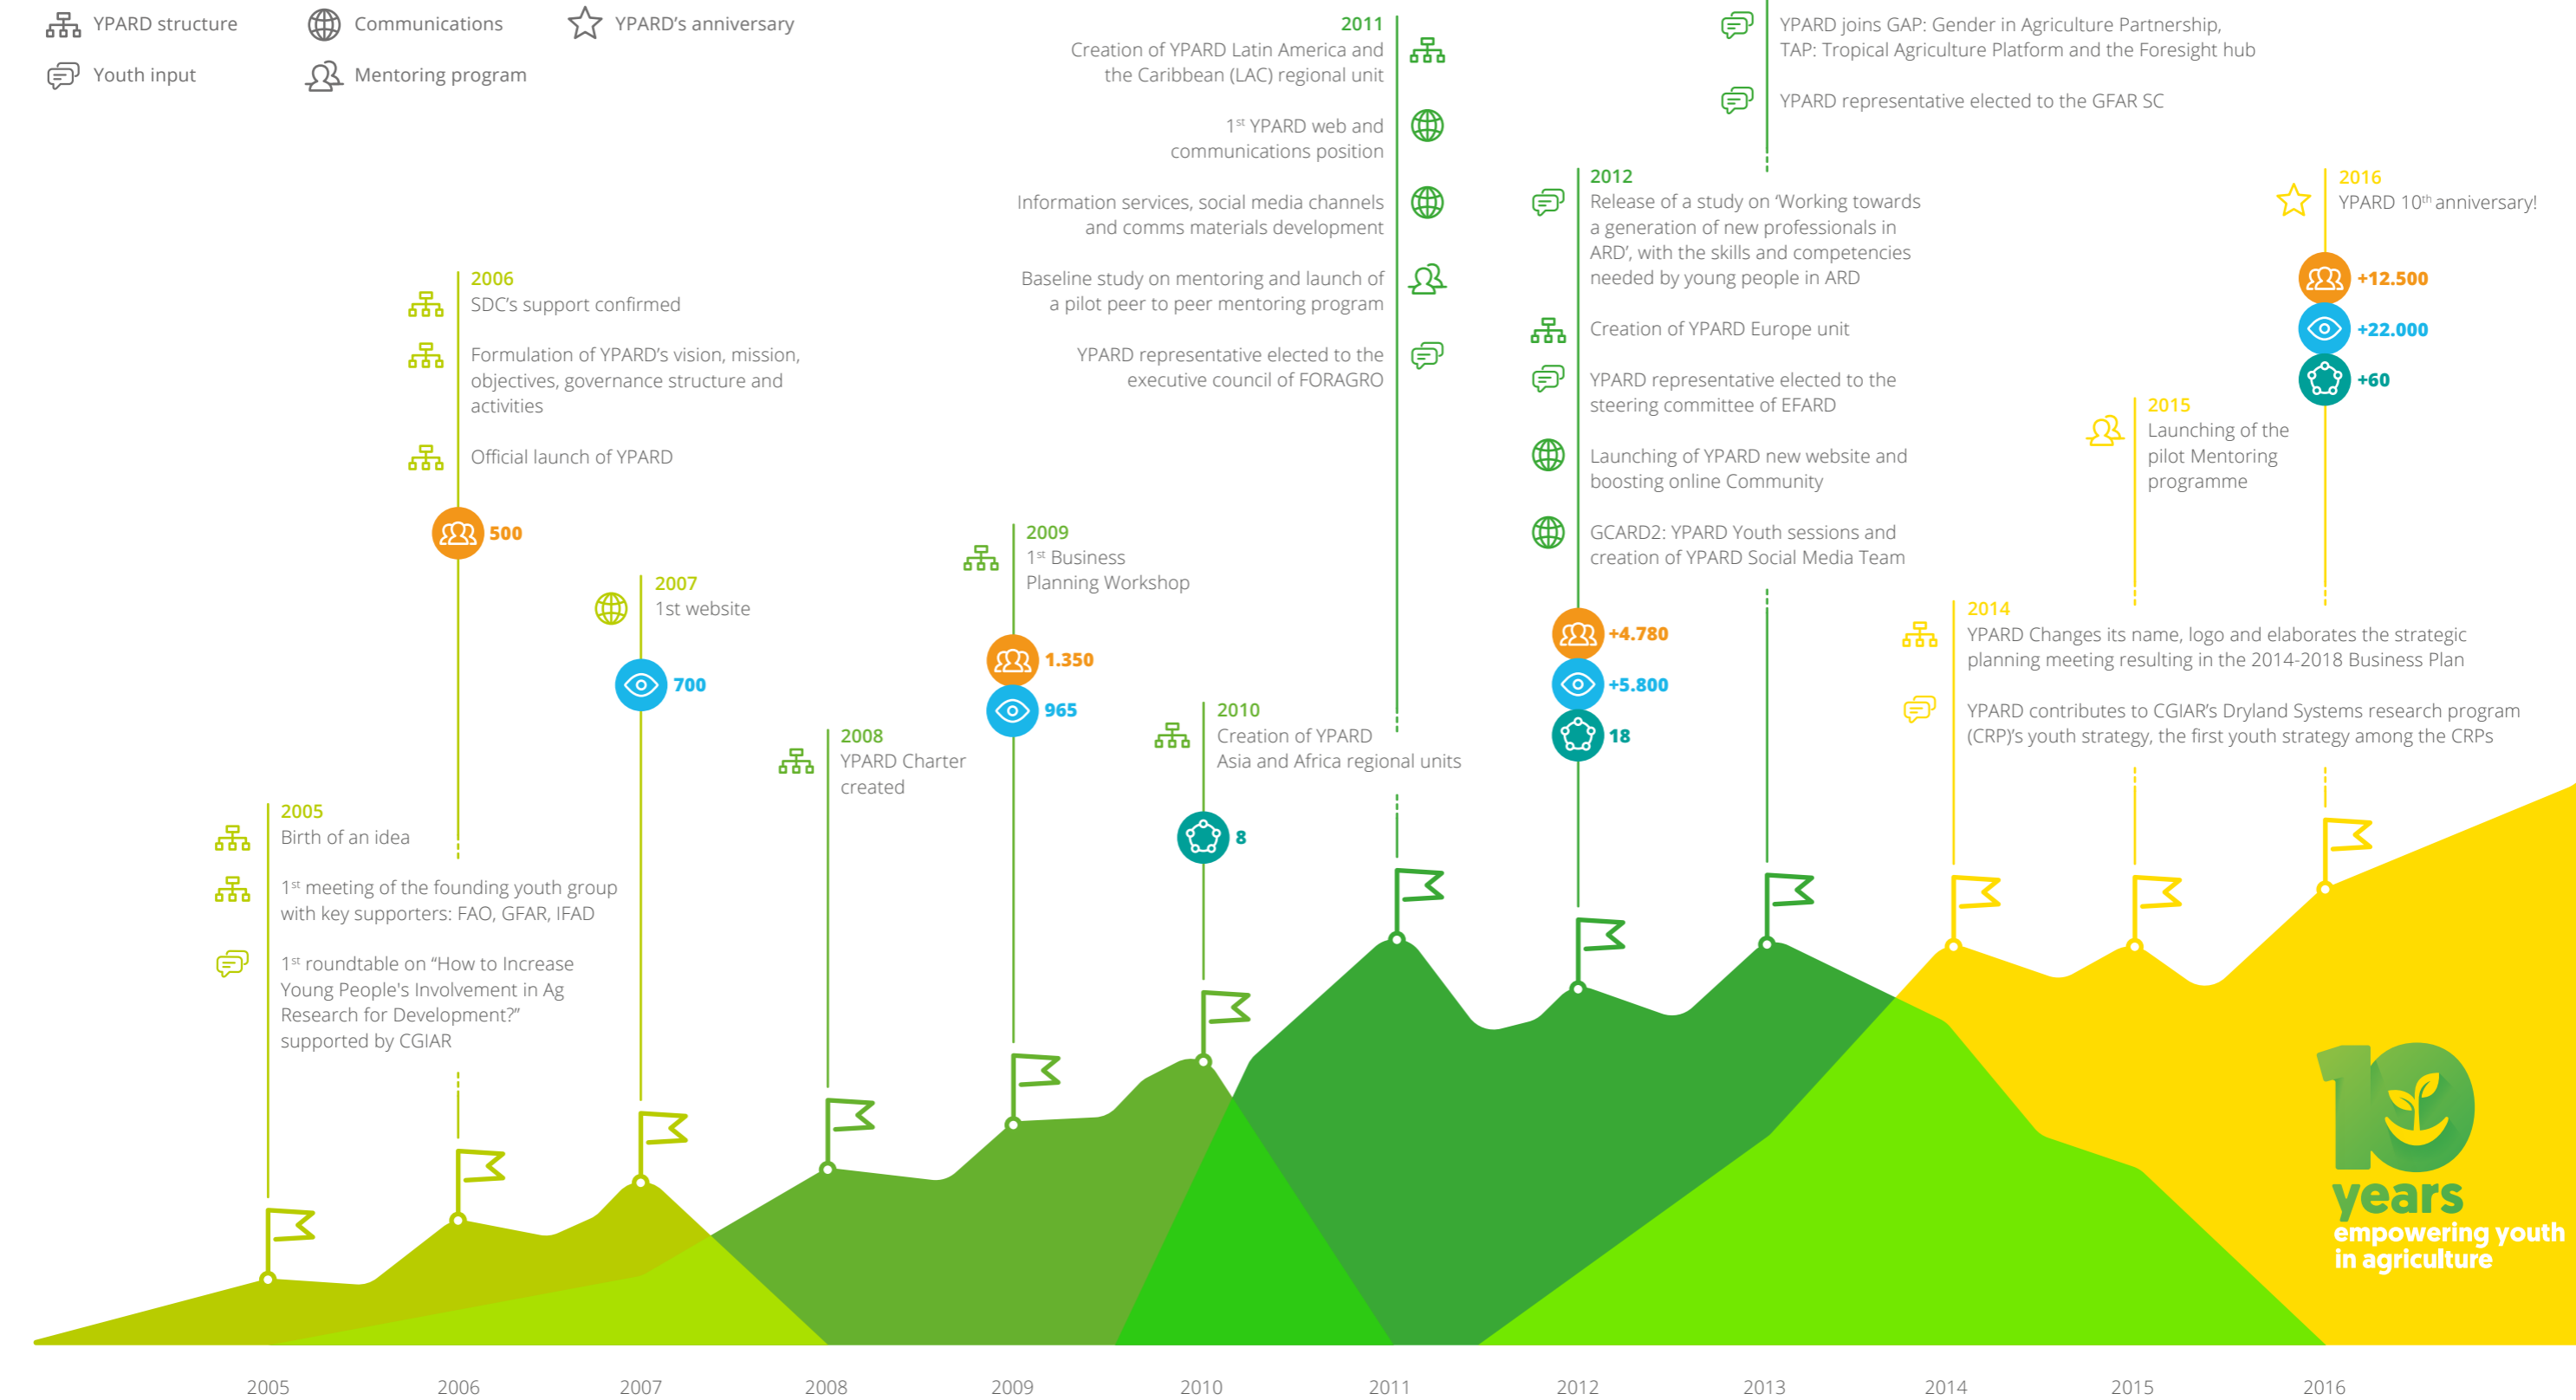 YPARD structure
Communications
YPARD's anniversary
Youth input
Mentoring program
2005
Birth of an idea
1st meeting of the founding youth group
with key supporters: FAO, GFAR, IFAD
1st roundtable on “How to Increase
Young People's Involvement in Ag
Research for Development?”
supported by CGIAR
2006
SDC’s support confirmed
Formulation of YPARD’s vision, mission,
objectives, governance structure and
activities
Official launch of YPARD
500
2007
1st website
700
2008
YPARD Charter
created
2009
1st Business
Planning Workshop
1.350
965
2010
Creation of YPARD
Asia and Africa regional units
8
2011
Creation of YPARD Latin America and
the Caribbean (LAC) regional unit
1st YPARD web and
communications position
Information services, social media channels
and comms materials development
Baseline study on mentoring and launch of
a pilot peer to peer mentoring program
YPARD representative elected to the
executive council of FORAGRO
2012
Release of a study on ‘Working towards
a generation of new professionals in
ARD’, with the skills and competencies
needed by young people in ARD
Creation of YPARD Europe unit
YPARD representative elected to the
steering committee of EFARD
Launching of YPARD new website and
boosting online Community
GCARD2: YPARD Youth sessions and
creation of YPARD Social Media Team
+4.780
+5.800
18
YPARD joins GAP: Gender in Agriculture Partnership,
TAP: Tropical Agriculture Platform and the Foresight hub
YPARD representative elected to the GFAR SC
2014
YPARD Changes its name, logo and elaborates the strategic
planning meeting resulting in the 2014-2018 Business Plan
YPARD contributes to CGIAR’s Dryland Systems research program
(CRP)’s youth strategy, the first youth strategy among the CRPs
2015
Launching of the
pilot Mentoring
programme
2016
YPARD 10th anniversary!
+12.500
+22.000
+60
10
years
empowering youth
in agriculture
2005
2006
2007
2008
2009
2010
2011
2012
2013
2014
2015
2016